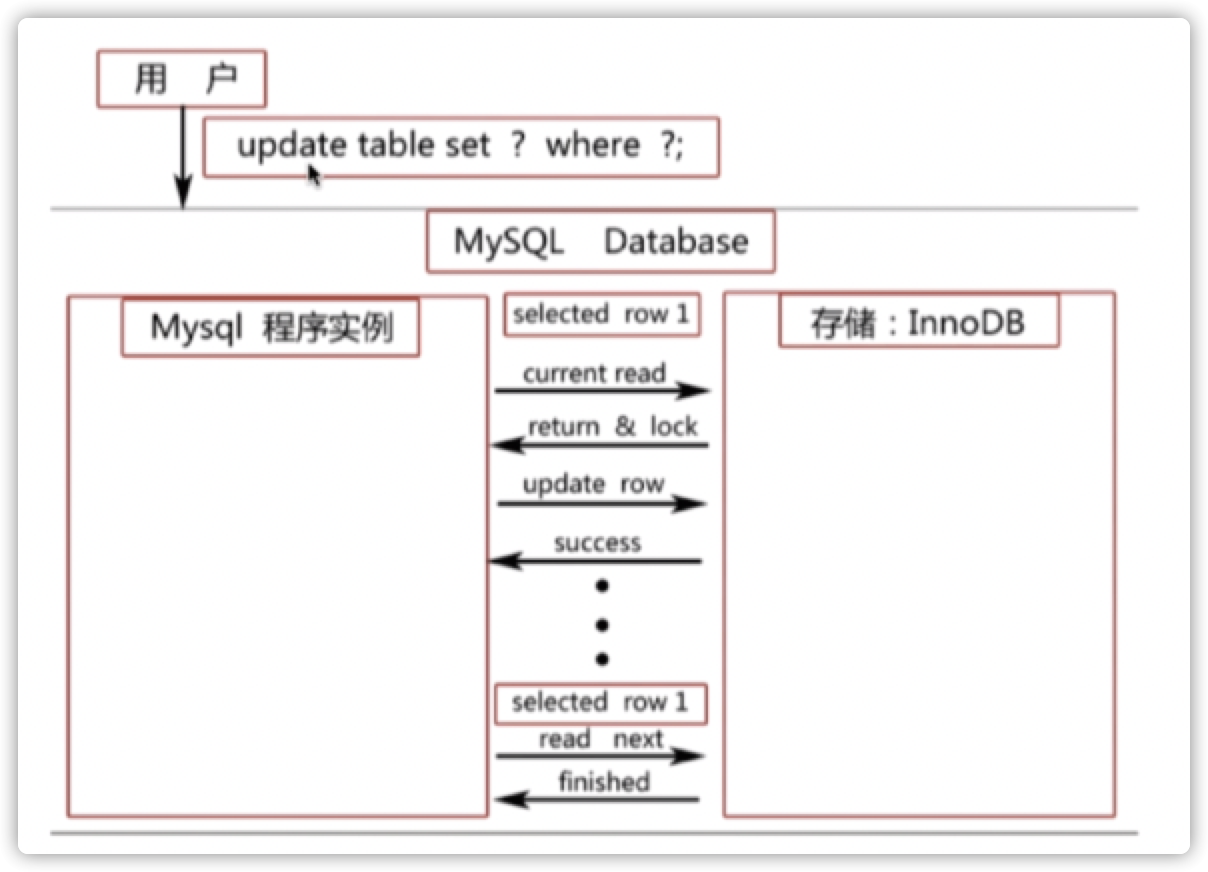 用 户
update table set ? where ?;
MySQL Database
Mysql 程序实例
selected row 1
存储：InnoDB
current read
return & lock
update row
success
selected row 1
read next
finished